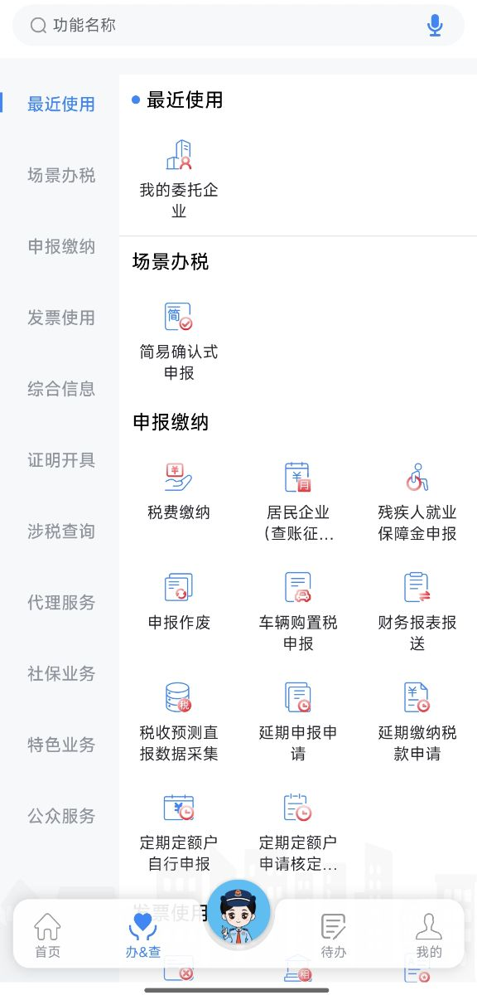 功能名称
最近使用
场景办税
申报缴纳
发票使用
综合信息
证明开具
涉税查询
代理服务
社保业务
特色业务
公众服务
最近使用
我的委托企
业
场景办税
简
简易确认式
申报
申报缴纳
税费缴纳
居民企业
（查账征...
残疾人就业
保障金申报
申报作废
车辆购置税
申报
财务报表报
送
税
税收预测直
报数据采集
延期申报申
请
延期缴纳税
款申请
定期定额户
自行申报
定期定额户
申请核定...
发票使用
首页
办&查
待办
我的
租